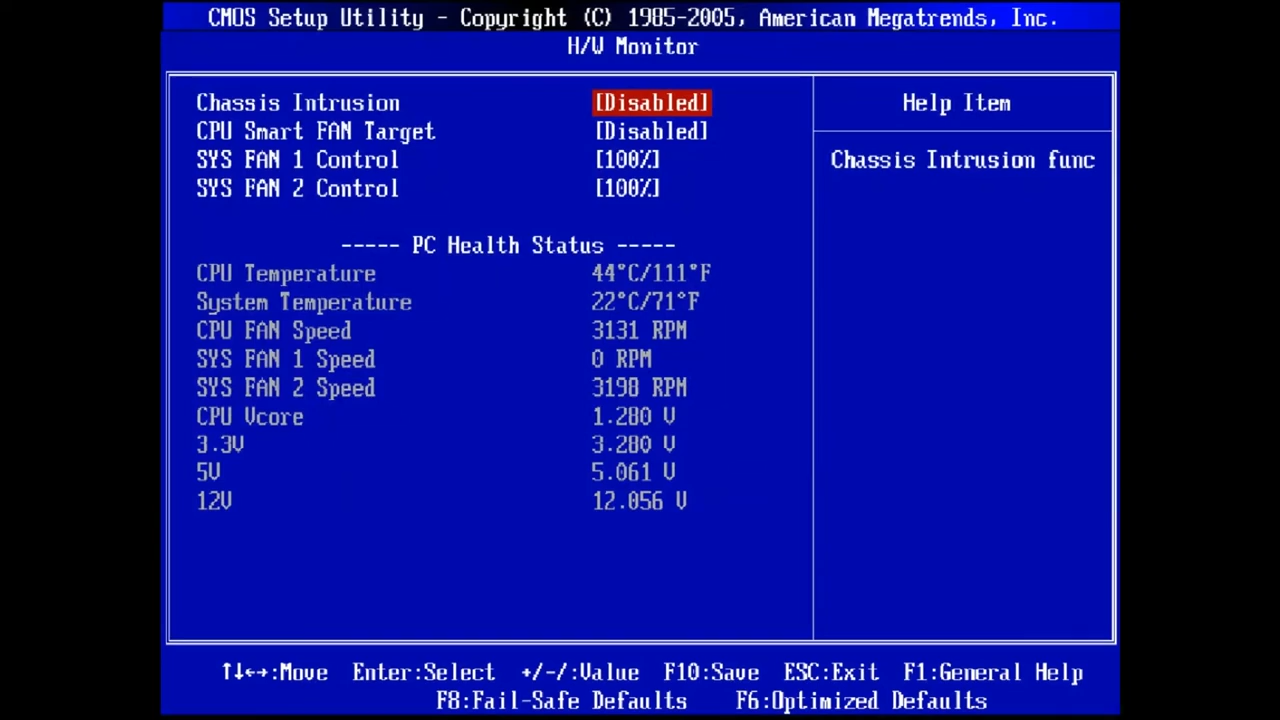 CMOS Setup Utility - Copyright (C) 1985-2005, American Megatrends, Inc.
H/W Monitor
Chassis Intrusion [Disabled] Help Item
CPU Smart FAN Target [Disabled]
SYS FAN 1 Control [100%] Chassis Intrusion func
SYS FAN 2 Control [100%]
----- PC Health Status -----
CPU Temperature 44°C/111°F
System Temperature 22°C/71°F
CPU FAN Speed 3131 RPM
SYS FAN 1 Speed 0 RPM
SYS FAN 2 Speed 3198 RPM
CPU Vcore 1.280 V
3.3V 3.280 V
5V 5.061 V
12V 12.056 V
↑↓←→:Move Enter:Select +/-/:Value F10:Save ESC:Exit F1:General Help
F8:Fail-Safe Defaults F6:Optimized Defaults